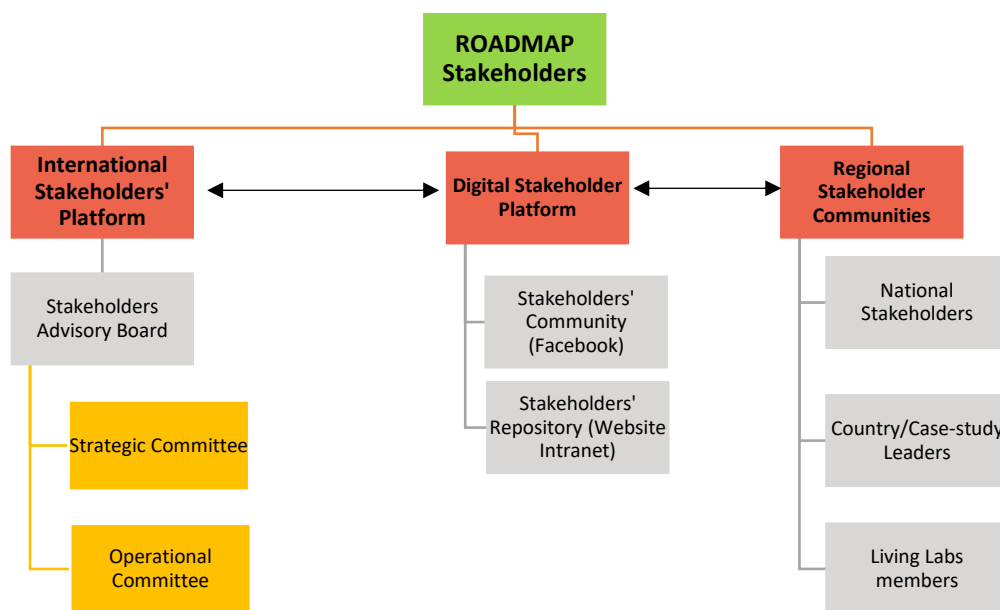 ROADMAP
Stakeholders
International
Stakeholders'
Platform
Digital Stakeholder
Platform
Regional
Stakeholder
Communities
Stakeholders
Advisory Board
Strategic Committee
Operational
Committee
Stakeholders'
Community
(Facebook)
Stakeholders'
Repository (Website
Intranet)
National
Stakeholders
Country/Case-study
Leaders
Living Labs
members